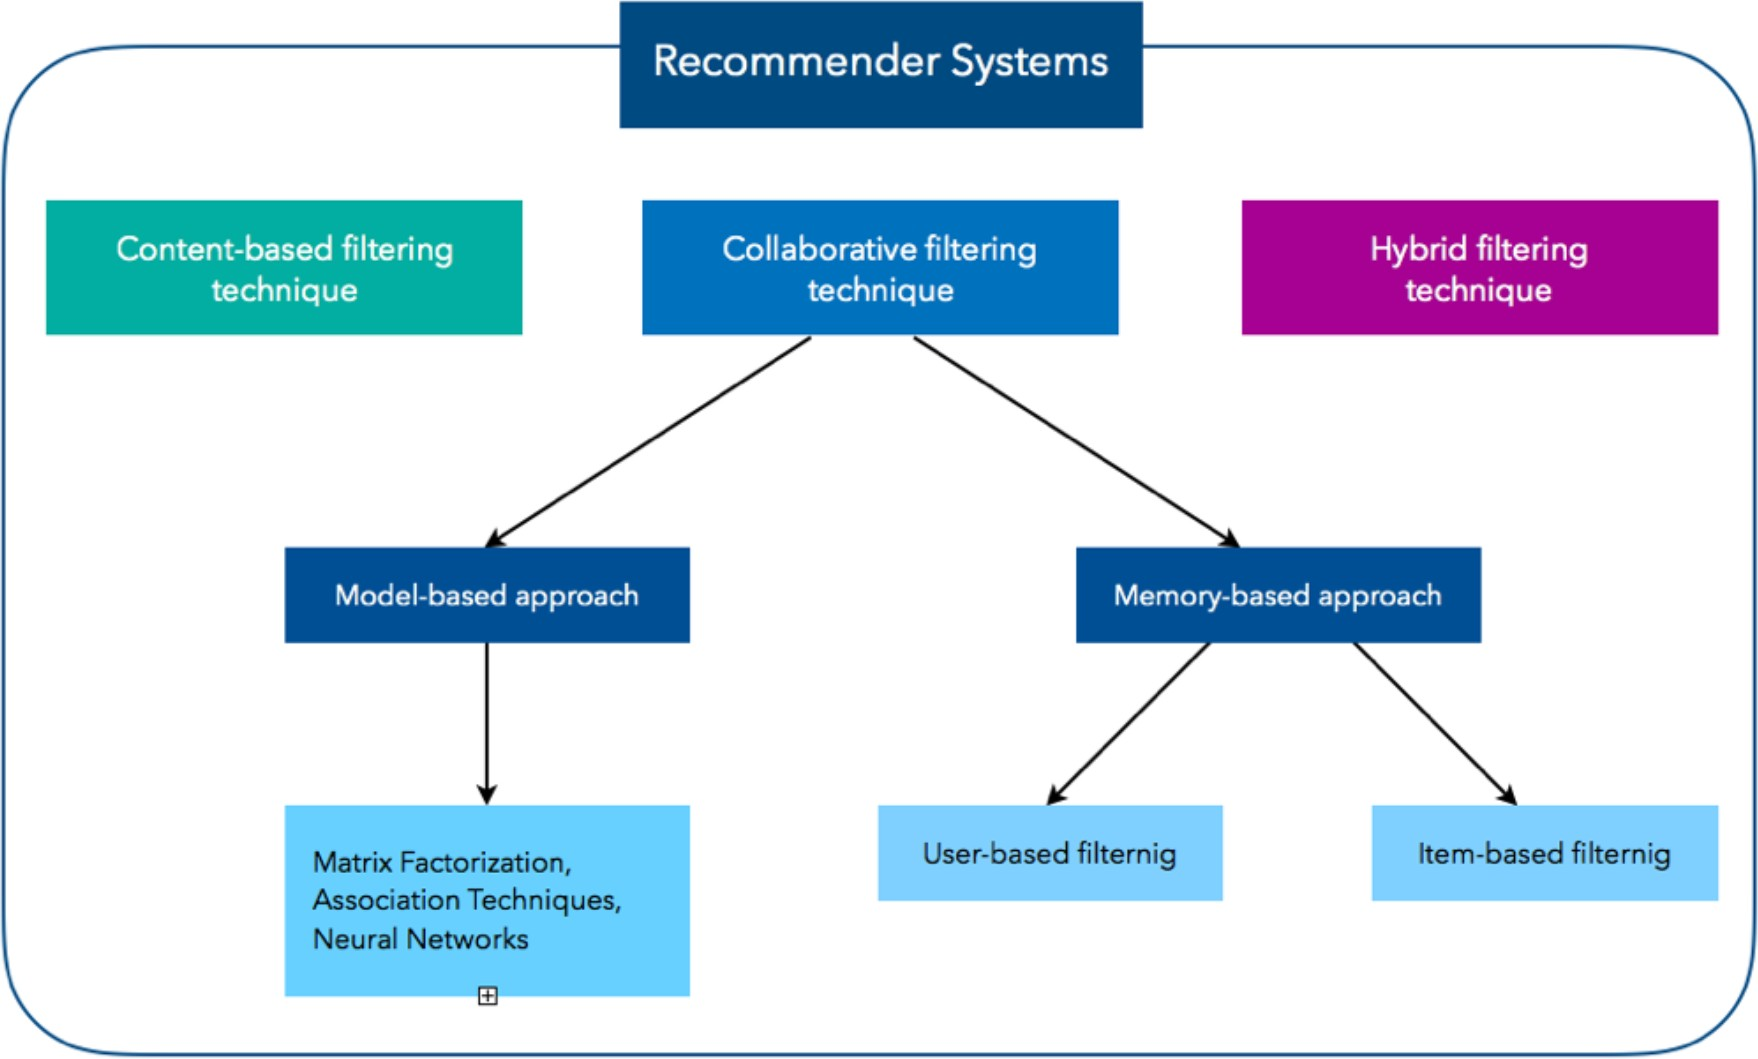 Recommender Systems
Content-based filtering
technique
Collaborative filtering
technique
Hybrid filtering
technique
Model-based approach
Memory-based approach
Matrix Factorization,
Association Techniques,
Neural Networks
User-based filternig
Item-based filternig